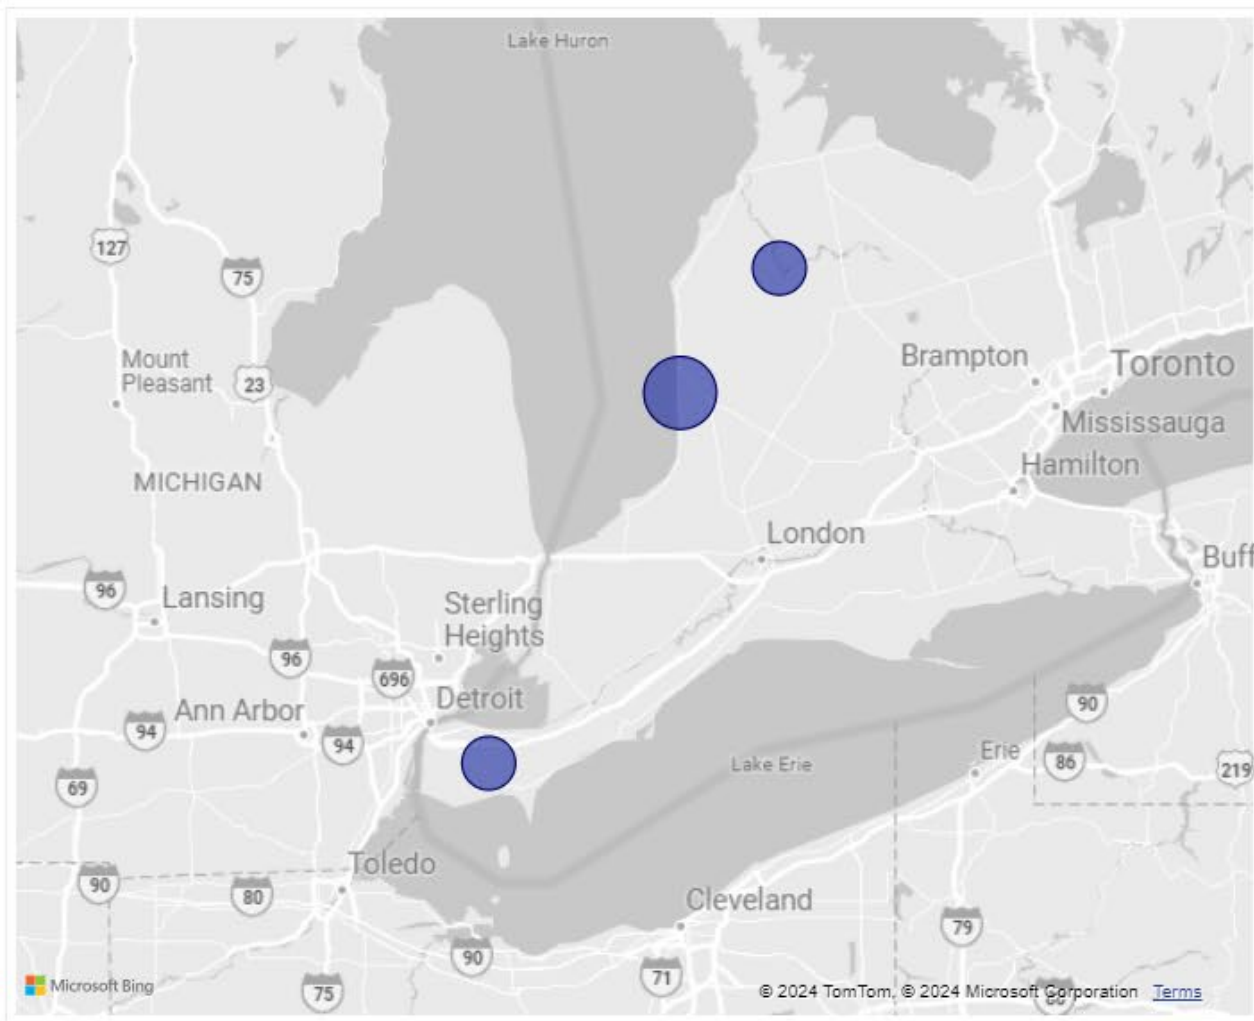 Lake Huron
127
75
Mount
Pleasant
23
Brampton
Toronto
Mississauga
MICHIGAN
Hamilton
London
Buff
96
Lansing
Sterling
Heights
96
696
Detroit
Ann Arbor
94
94
90
Erie
86
Lake Erie
219
69
Toledo
90
80
Cleveland
79
90
71
75
Microsoft Bing
© 2024 TomTom, © 2024 Microsoft Corporation Terms